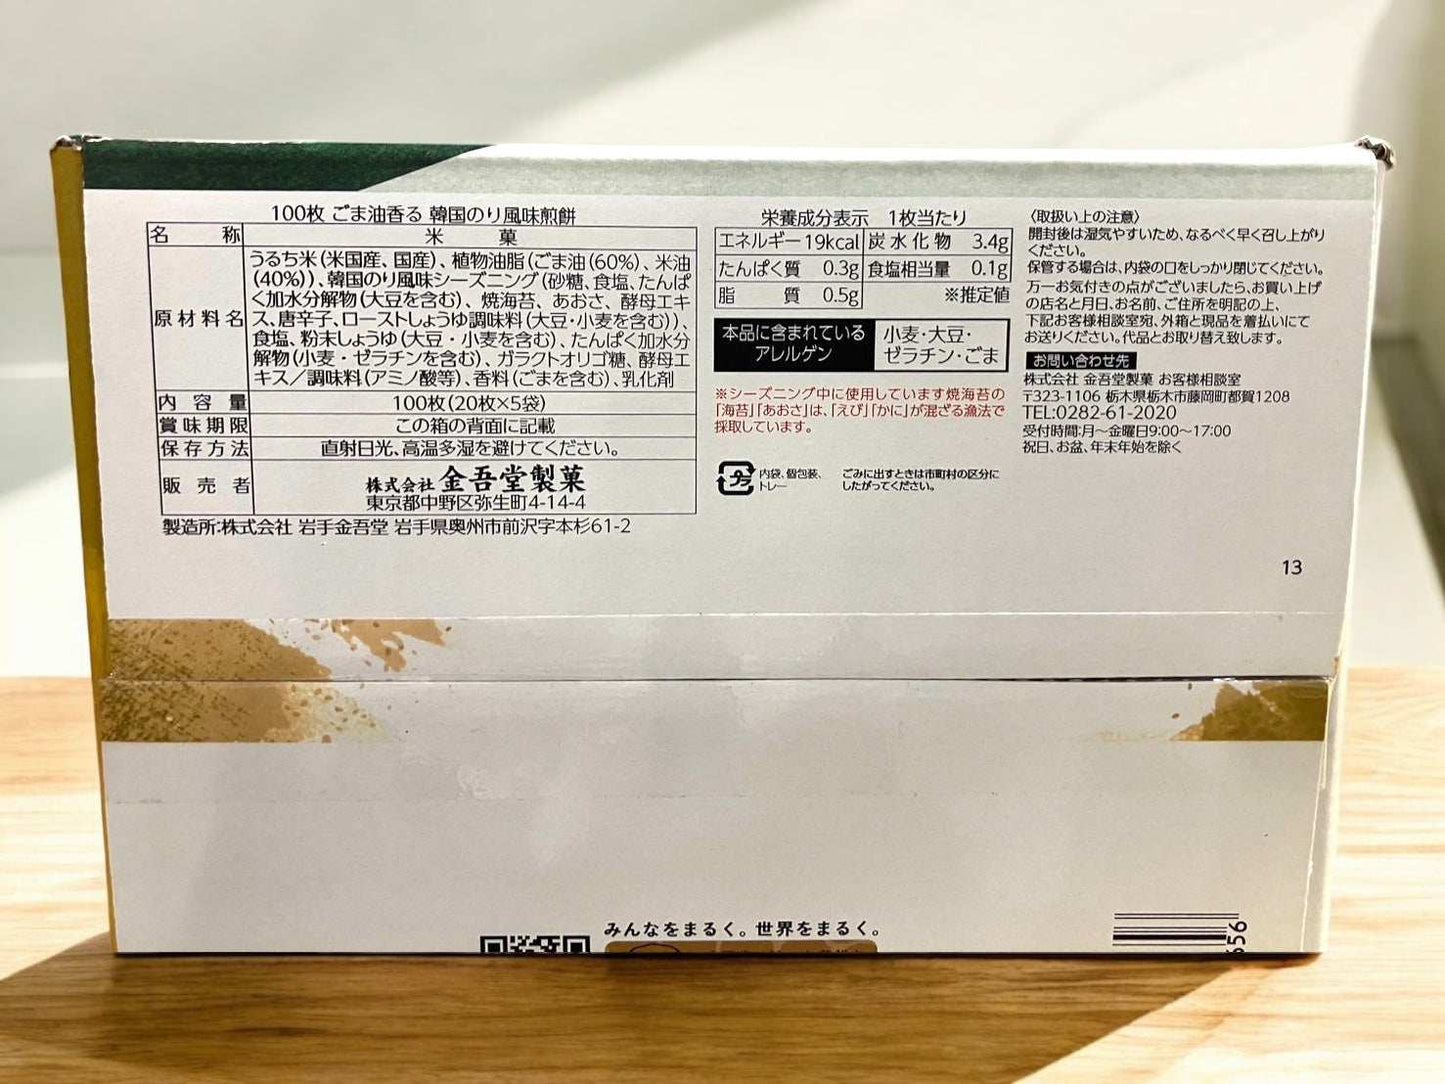 100枚 ごま油香る 韓国のり風味煎餅
名称 米菓
原材料名 うるち米(米国産、国産)、植物油脂(ごま油(60%)、米油
(40%))、韓国のり風味シーズニング(砂糖、食塩、たんぱ
く加水分解物(大豆を含む)、焼海苔、あおさ、酵母エキ
ス、唐辛子、ローストしょうゆ調味料(大豆・小麦を含む))、
食塩、粉末しょうゆ(大豆・小麦を含む)、たんぱく加水分
解物(小麦・ゼラチンを含む)、ガラクトオリゴ糖、酵母エ
キス／調味料(アミノ酸等)、香料(ごまを含む)、乳化剤
内容量 100枚(20枚×5袋)
賞味期限 この箱の背面に記載
保存方法 直射日光、高温多湿を避けてください。
販売者 株式会社 金吾堂製菓
東京都中野区弥生町4-14-4
製造所:株式会社 岩手金吾堂 岩手県奥州市前沢字本杉61-2
栄養成分表示 1枚当たり
エネルギー 19kcal 炭水化物 3.4g
たんぱく質 0.3g 食塩相当量 0.1g
脂質 0.5g ※推定値
本品に含まれている
アレルゲン
小麦・大豆・
ゼラチン・ごま
※シーズニング中に使用しています焼海苔の
「海苔」「あおさ」は、「えび」「かに」が混ざる漁法で
採取しています。
プラ
内袋、個包装、
トレー
ごみに出すときは市町村の区分に
したがってください。
〈取扱い上の注意〉
開封後は湿気やすいため、なるべく早く召し上がり
ください。
保管する場合は、内袋の口をしっかり閉じてください。
万一お気付きの点がございましたら、お買い上げ
の店名と月日、お名前、ご住所を明記の上、
下記お客様相談室宛、外箱と現品を着払いにて
お送りください。代品とお取り替え致します。
お問い合わせ先
株式会社 金吾堂製菓 お客様相談室
〒323-1106 栃木県栃木市藤岡町都賀1208
TEL:0282-61-2020
受付時間:月～金曜日9:00～17:00
祝日、お盆、年末年始を除く
13
みんなをまるく。世界をまるく。